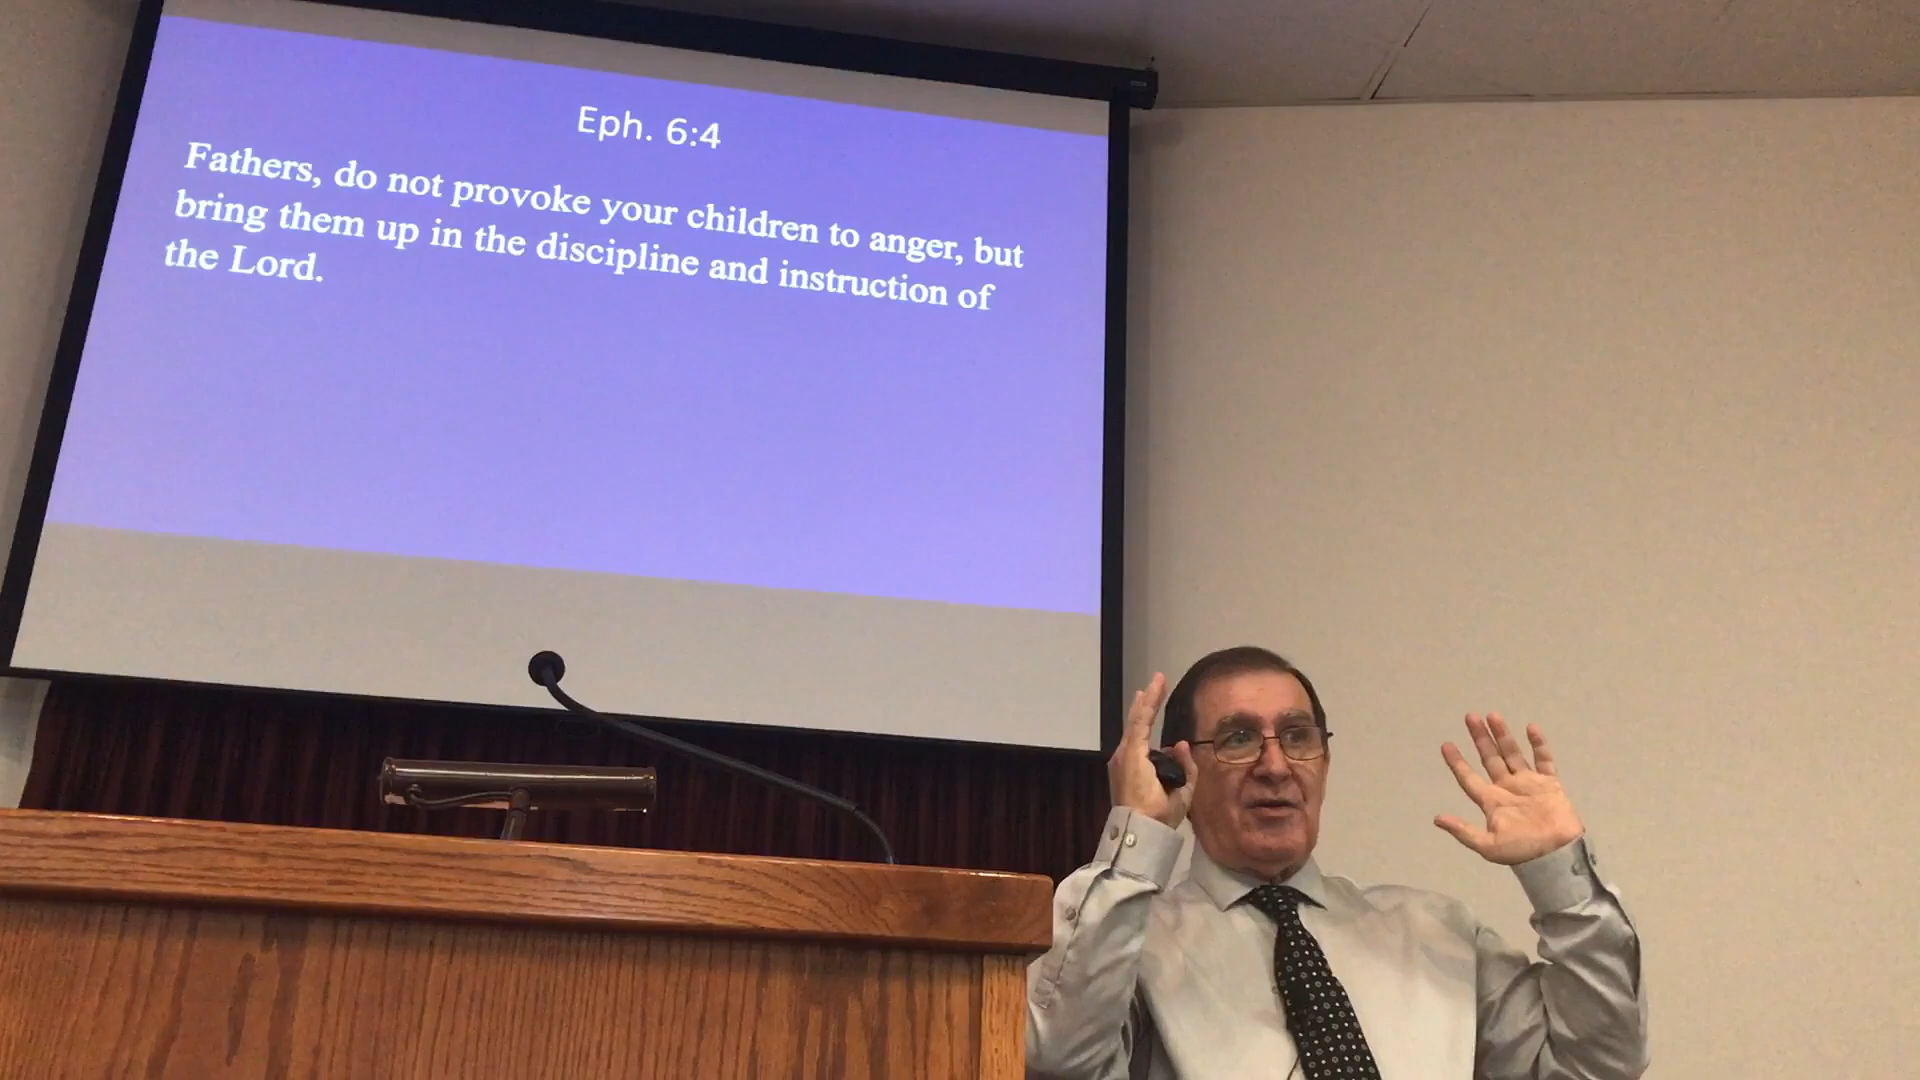 Eph. 6:4
Fathers, do not provoke your children to anger, but
bring them up in the discipline and instruction of
the Lord.